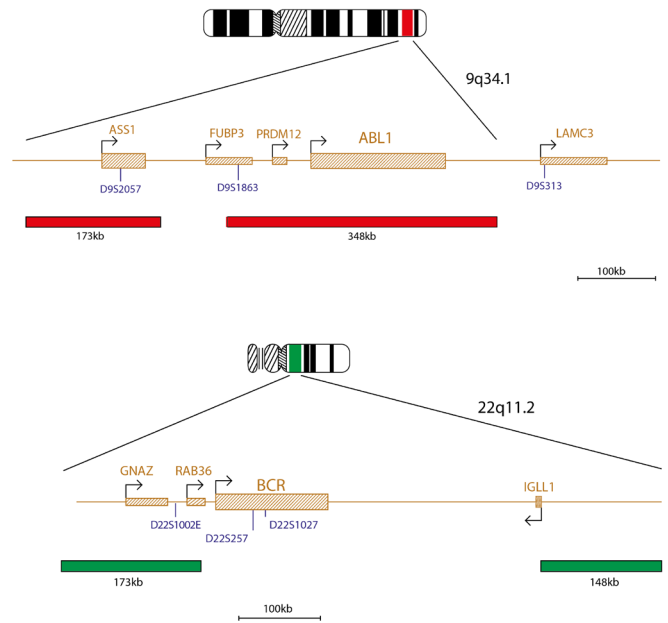 9q34.1
ASS1
FUBP3
PRDM12
ABL1
LAMC3
D9S2057
D9S1863
D9S313
173kb
348kb
100kb
22q11.2
GNAZ
RAB36
BCR
IGLL1
D22S1002E
D22S1027
D22S257
173kb
148kb
100kb